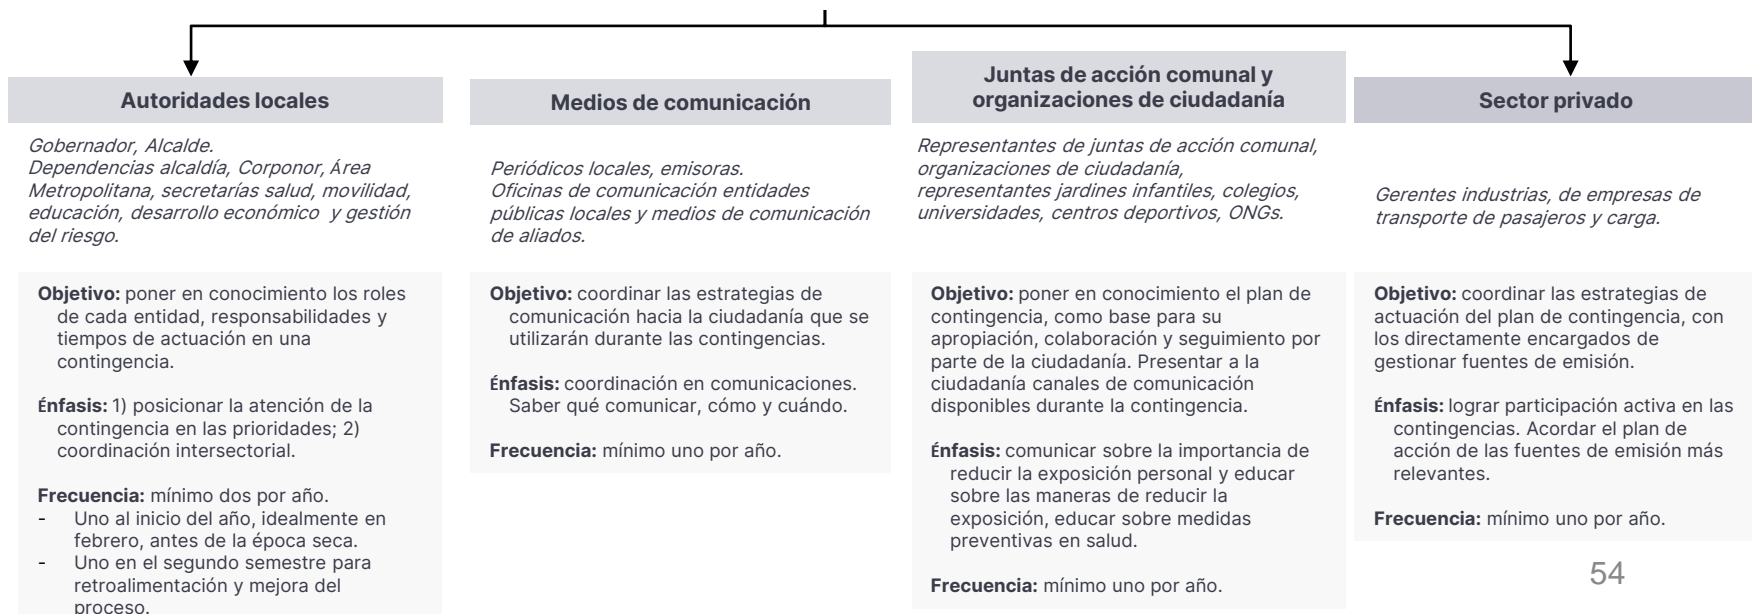 Autoridades locales
Gobernador, Alcalde.
Dependencias alcaldía, Corponor, Área
Metropolitana, secretarías salud, movilidad,
educación, desarrollo económico y gestión
del riesgo.
Objetivo: poner en conocimiento los roles
de cada entidad, responsabilidades y
tiempos de actuación en una
contingencia.
Énfasis: 1) posicionar la atención de la
contingencia en las prioridades; 2)
coordinación intersectorial.
Frecuencia: mínimo dos por año.
- Uno al inicio del año, idealmente en
febrero, antes de la época seca.
- Uno en el segundo semestre para
retroalimentación y mejora del
proceso.
Medios de comunicación
Periódicos locales, emisoras.
Oficinas de comunicación entidades
públicas locales y medios de comunicación
de aliados.
Objetivo: coordinar las estrategias de
comunicación hacia la ciudadanía que se
utilizarán durante las contingencias.
Énfasis: coordinación en comunicaciones.
Saber qué comunicar, cómo y cuándo.
Frecuencia: mínimo uno por año.
Juntas de acción comunal y
organizaciones de ciudadanía
Representantes de juntas de acción comunal,
organizaciones de ciudadanía,
representantes jardines infantiles, colegios,
universidades, centros deportivos, ONGs.
Objetivo: poner en conocimiento el plan de
contingencia, como base para su
apropiación, colaboración y seguimiento por
parte de la ciudadanía. Presentar a la
ciudadanía canales de comunicación
disponibles durante la contingencia.
Énfasis: comunicar sobre la importancia de
reducir la exposición personal y educar
sobre las maneras de reducir la
exposición, educar sobre medidas
preventivas en salud.
Frecuencia: mínimo uno por año.
Sector privado
Gerentes industrias, de empresas de
transporte de pasajeros y carga.
Objetivo: coordinar las estrategias de
actuación del plan de contingencia, con
los directamente encargados de
gestionar fuentes de emisión.
Énfasis: lograr participación activa en las
contingencias. Acordar el plan de
acción de las fuentes de emisión más
relevantes.
Frecuencia: mínimo uno por año.
54